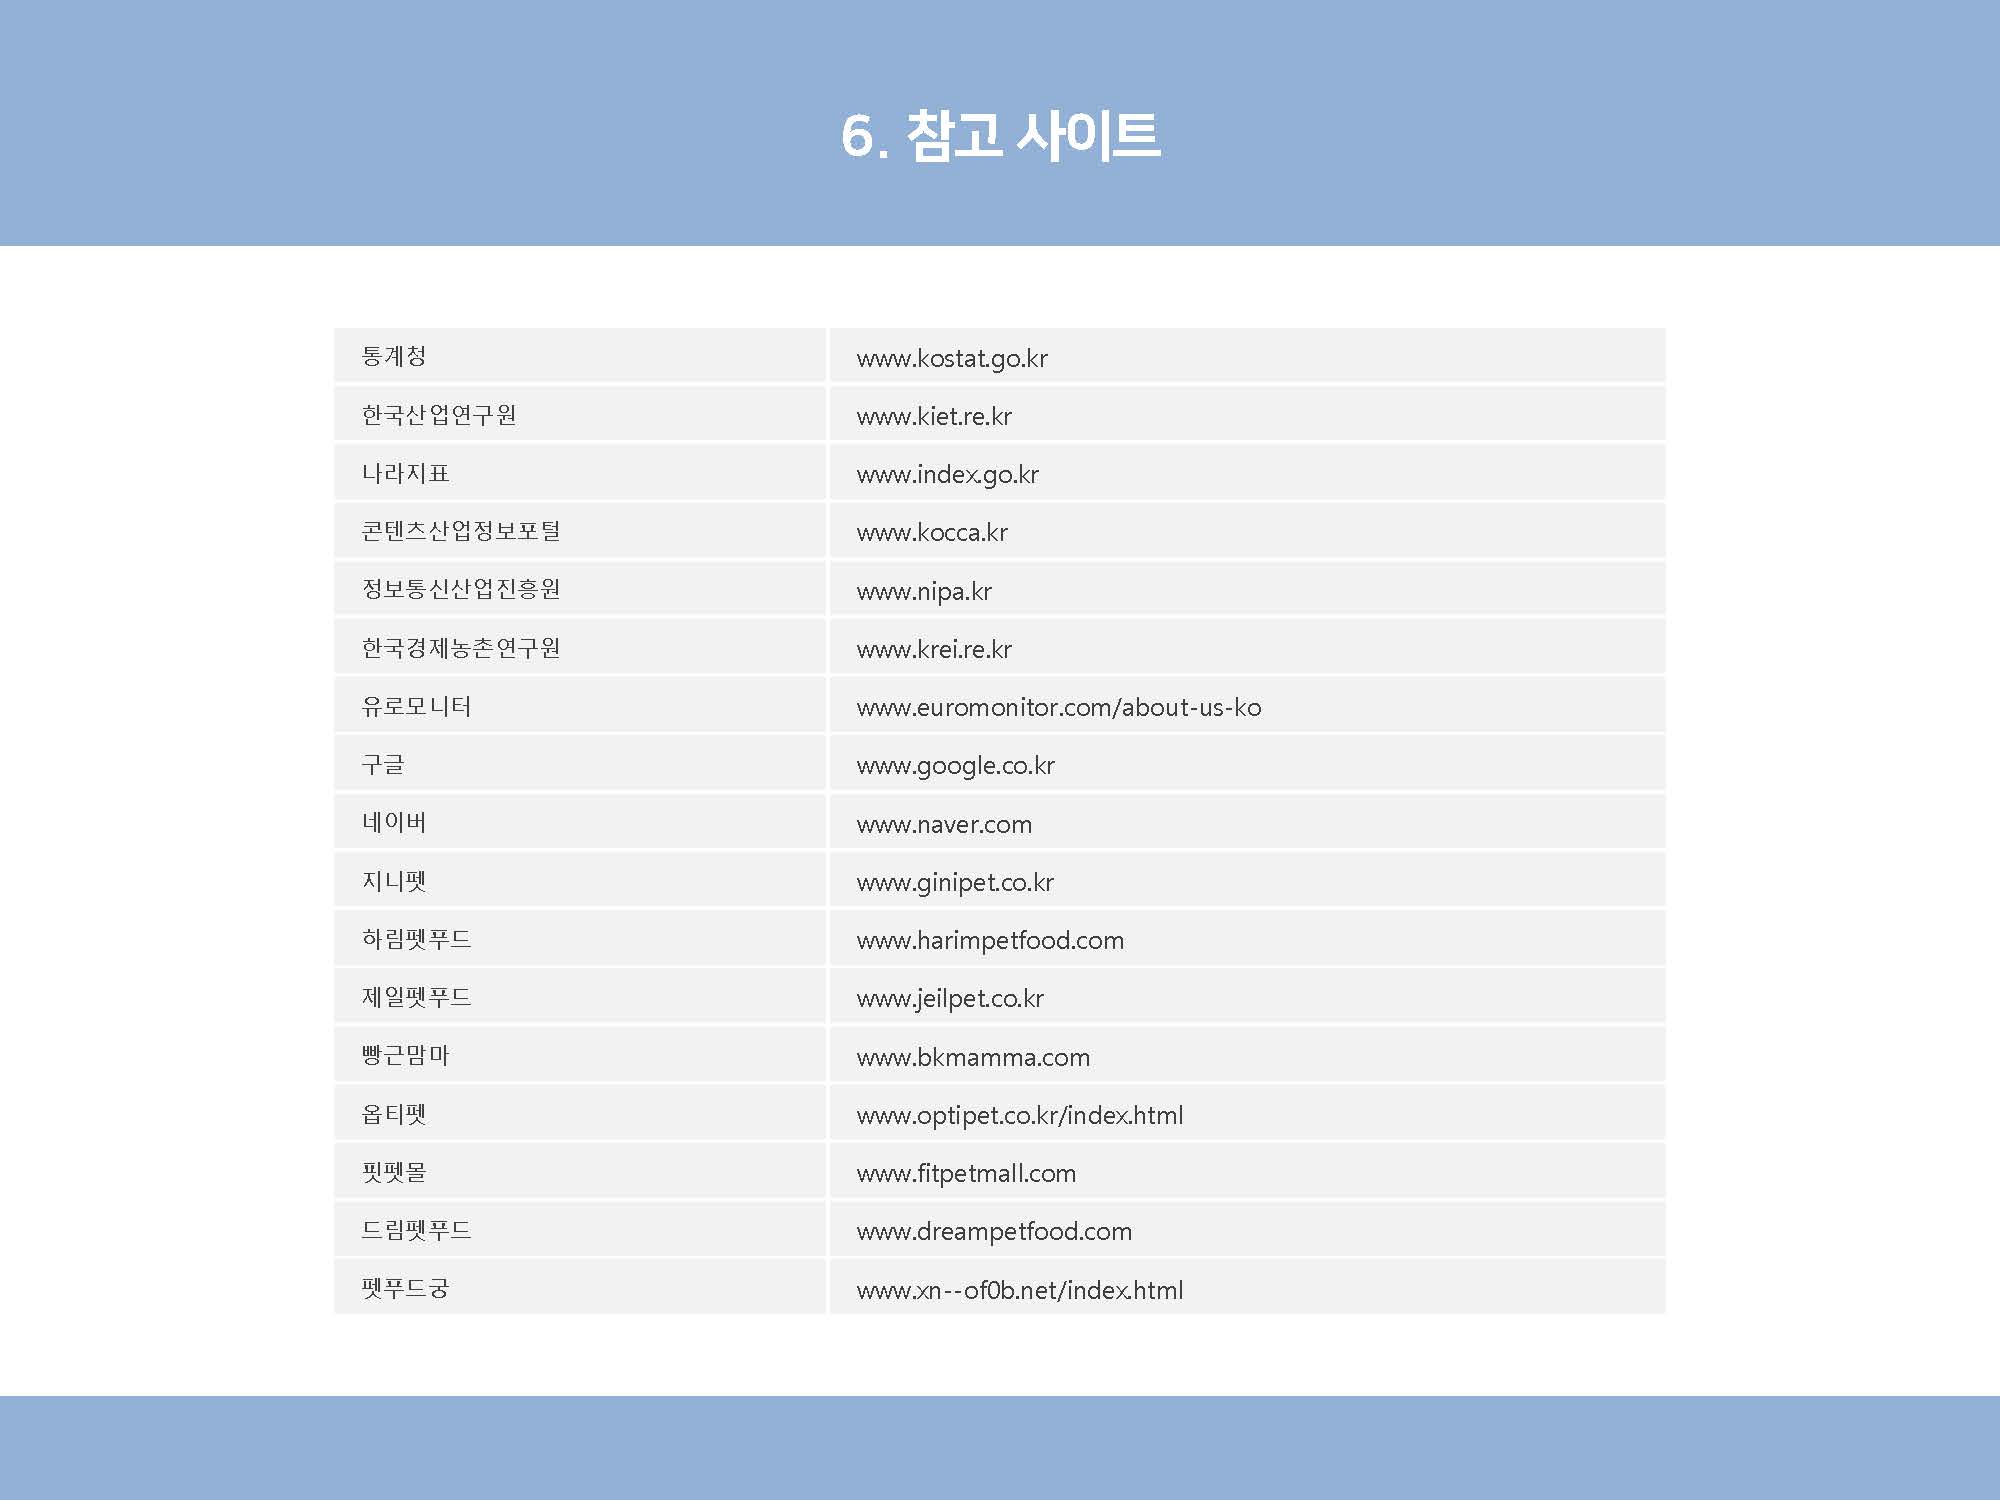 6. 참고 사이트
통계청 www.kostat.go.kr
한국산업연구원 www.kiet.re.kr
나라지표 www.index.go.kr
콘텐츠산업정보포털 www.kocca.kr
정보통신산업진흥원 www.nipa.kr
한국경제농촌연구원 www.krei.re.kr
유로모니터 www.euromonitor.com/about-us-ko
구글 www.google.co.kr
네이버 www.naver.com
지니펫 www.ginipet.co.kr
하림펫푸드 www.harimpetfood.com
제일펫푸드 www.jeilpet.co.kr
빵근맘마 www.bkmamma.com
옵티펫 www.optipet.co.kr/index.html
핏펫몰 www.fitpetmall.com
드림펫푸드 www.dreampetfood.com
펫푸드궁 www.xn--of0b.net/index.html